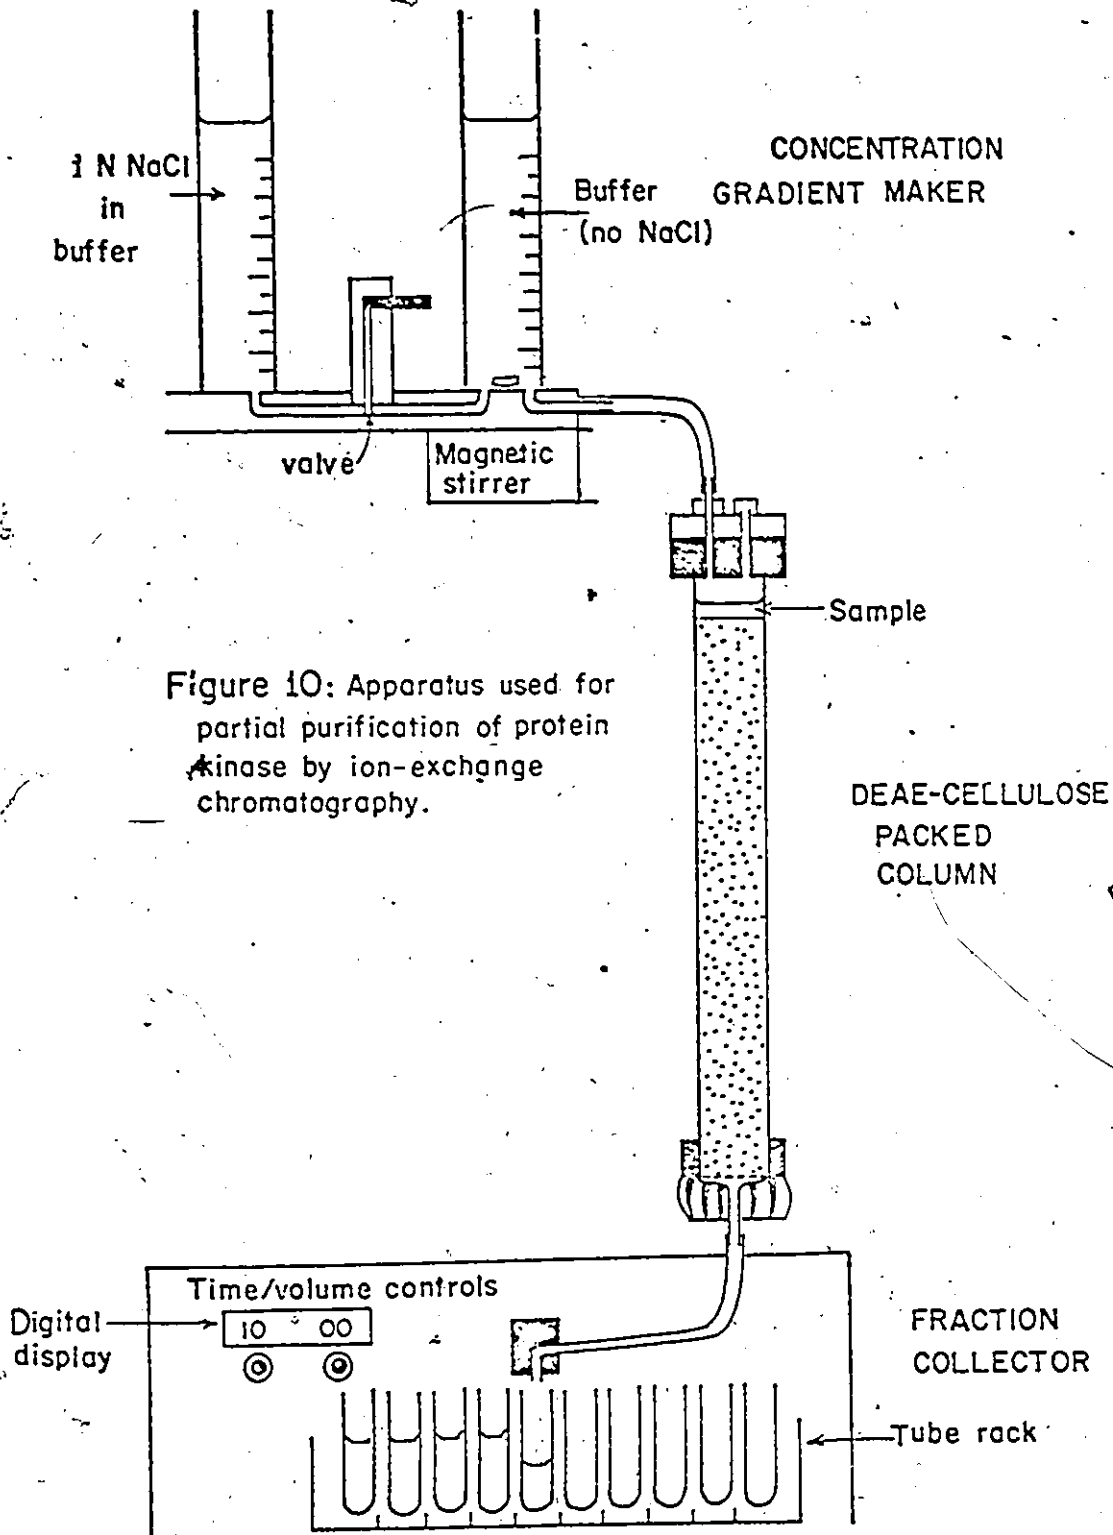 1 N NaCl
in
buffer
Buffer
(no NaCl)
CONCENTRATION
GRADIENT MAKER
valve
Magnetic
stirrer
Sample
Figure 10: Apparatus used for
partial purification of protein
kinase by ion-exchange
chromatography.
DEAE-CELLULOSE
PACKED
COLUMN
Time/volume controls
Digital
display
10 00
FRACTION
COLLECTOR
Tube rack